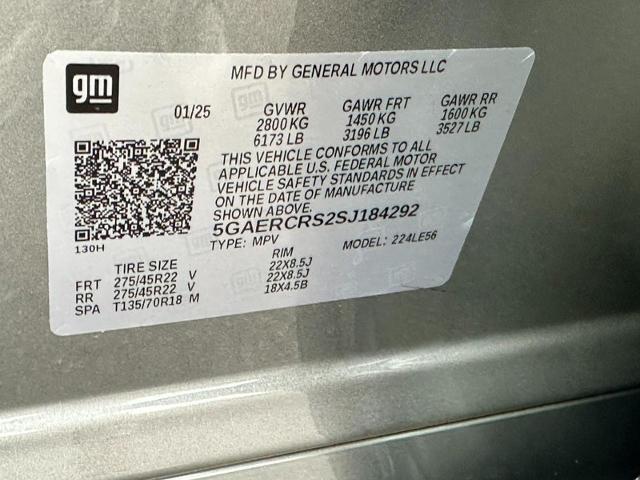 gm
MFD BY GENERAL MOTORS LLC
01/25
GVWR
2800 KG
6173 LB
GAWR FRT
1450 KG
3196 LB
GAWR RR
1600 KG
3527 LB
THIS VEHICLE CONFORMS TO ALL
APPLICABLE U.S. FEDERAL MOTOR
VEHICLE SAFETY STANDARDS IN EFFECT
ON THE DATE OF MANUFACTURE
SHOWN ABOVE.
5GAERCRS2SJ184292
TYPE: MPV
MODEL: 224LE56
130H
TIRE SIZE RIM
FRT 275/45R22 V 22X8.5J
RR 275/45R22 V 22X8.5J
SPA T135/70R18 M 18X4.5B